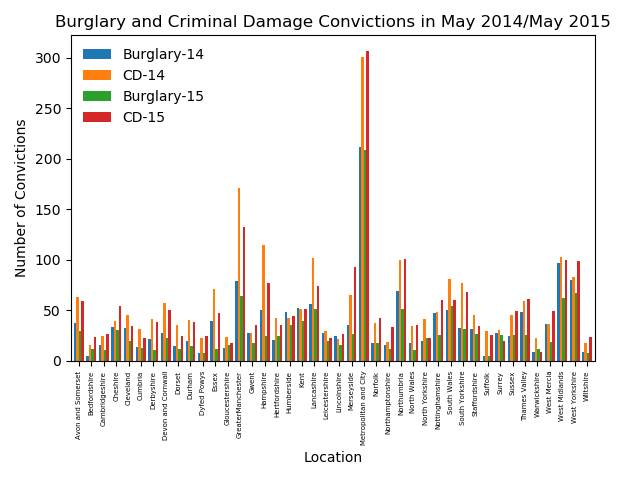 Burglary and Criminal Damage Convictions in May 2014/May 2015
Burglary-14
CD-14
Burglary-15
CD-15
Number of Convictions
300
250
200
150
100
50
0
Avon and Somerset
Bedfordshire
Cambridgeshire
Cheshire
Cleveland
Cumbria
Derbyshire
Devon and Cornwall
Dorset
Durham
Dyfed Powys
Essex
Gloucestershire
GreaterManchester
Gwent
Hampshire
Hertfordshire
Humberside
Kent
Lancashire
Leicestershire
Lincolnshire
Merseyside
Metropolitan and City
Norfolk
Northamptonshire
Northumbria
North Wales
North Yorkshire
Nottinghamshire
South Wales
South Yorkshire
Staffordshire
Suffolk
Surrey
Sussex
Thames Valley
Warwickshire
West Mercia
West Midlands
West Yorkshire
Wiltshire
Location